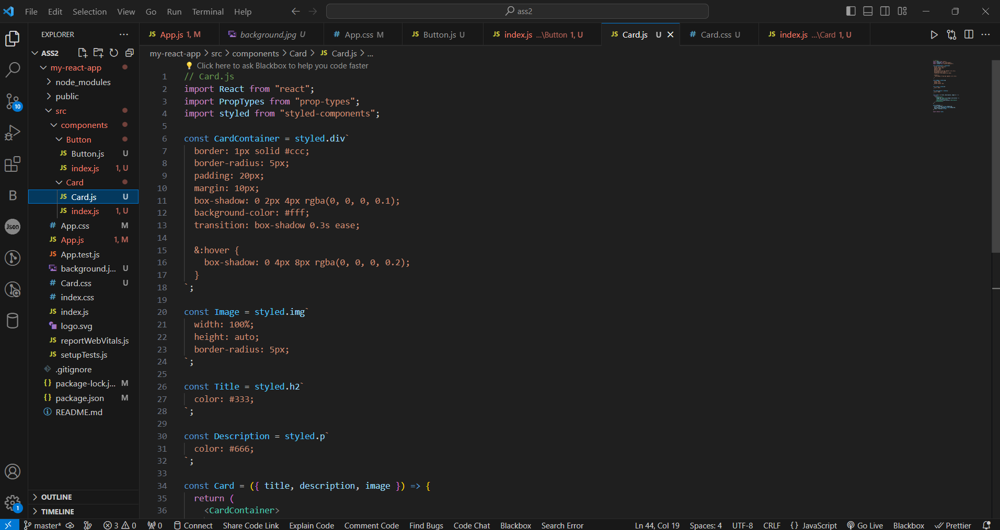 File Edit Selection View Go Run Terminal Help
ass2
EXPLORER
ASS2
my-react-app
node_modules
public
src
components
Button
Button.js U
index.js 1, U
Card
Card.js U
index.js 1, U
App.css M
App.js 1, M
App.test.js
background.j... U
Card.css U
index.css
index.js
logo.svg
reportWebVitals.js
setupTests.js
.gitignore
package-lock.j... M
package.json M
README.md
OUTLINE
TIMELINE
10
B
Json
1
App.js 1, M
background.jpg U
App.css M
Button.js U
index.js ...\Button 1, U
Card.js U
Card.css U
index.js ...\Card 1, U
my-react-app > src > components > Card > JS Card.js > ...
Click here to ask Blackbox to help you code faster
1 // Card.js
2 import React from "react";
3 import PropTypes from "prop-types";
4 import styled from "styled-components";
5
6 const CardContainer = styled.div`
7 border: 1px solid #ccc;
8 border-radius: 5px;
9 padding: 20px;
10 margin: 10px;
11 box-shadow: 0 2px 4px rgba(0, 0, 0, 0.1);
12 background-color: #fff;
13 transition: box-shadow 0.3s ease;
14
15 &:hover {
16 box-shadow: 0 4px 8px rgba(0, 0, 0, 0.2);
17 }
18 `;
19
20 const Image = styled.img`
21 width: 100%;
22 height: auto;
23 border-radius: 5px;
24 `;
25
26 const Title = styled.h2`
27 color: #333;
28 `;
29
30 const Description = styled.p`
31 color: #666;
32 `;
33
34 const Card = ({ title, description, image }) => {
35 return (
36 <CardContainer>
master* 3 0 0 Connect Share Code Link Explain Code Comment Code Find Bugs Code Chat Blackbox Search Error Ln 44, Col 19 Spaces: 4 UTF-8 CRLF {} JavaScript Go Live Blackbox Prettier